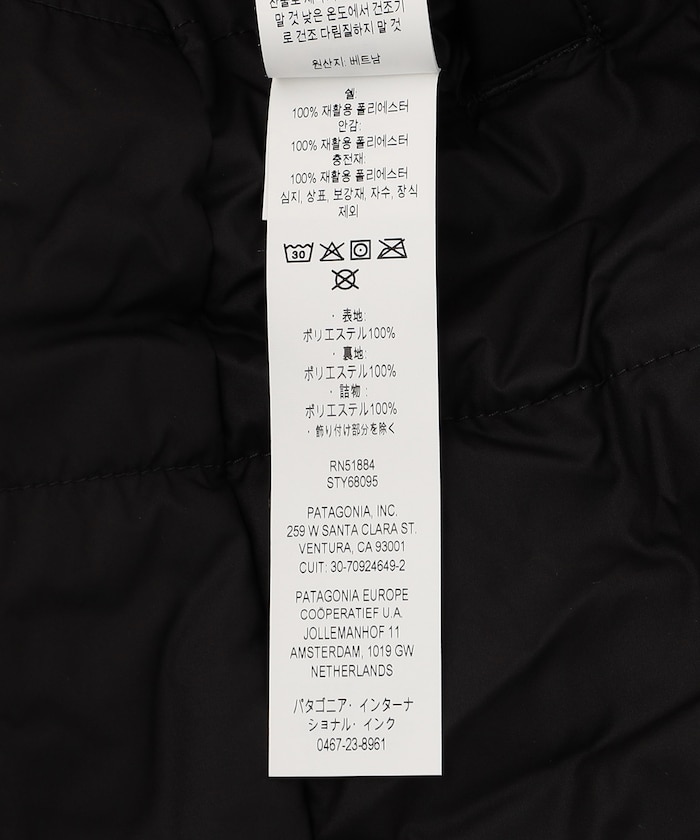 말 것 낮은 온도에서 건조기
로 건조 다림질하지 말 것
원산지: 베트남
쉘:
100% 재활용 폴리에스터
안감:
100% 재활용 폴리에스터
충전재:
100% 재활용 폴리에스터
심지, 상표, 보강재, 자수, 장식
제외
30
· 表地:
ポリエステル100%
· 裏地:
ポリエステル100%
· 詰物 :
ポリエステル100%
· 飾り付け部分を除く
RN51884
STY68095
PATAGONIA, INC.
259 W SANTA CLARA ST.
VENTURA, CA 93001
CUIT: 30-70924649-2
PATAGONIA EUROPE
COÖPERATIEF U.A.
JOLLEMANHOF 11
AMSTERDAM, 1019 GW
NETHERLANDS
パタゴニア· インターナ
ショナル· インク
0467-23-8961